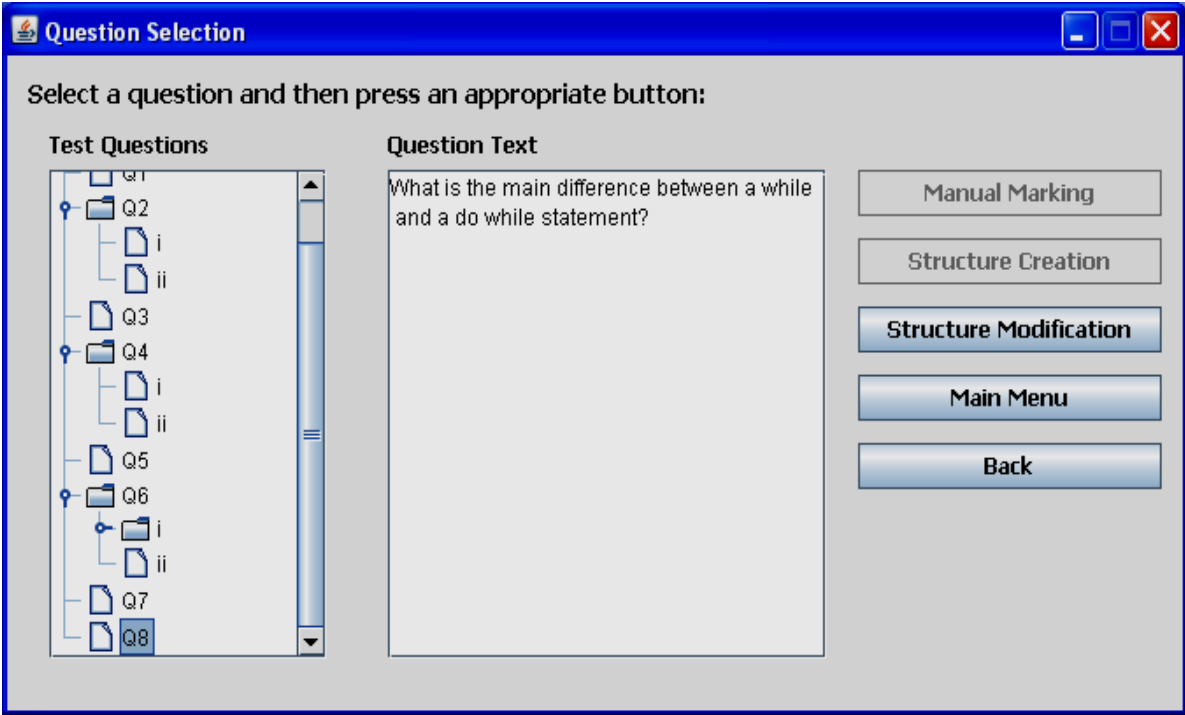 Question Selection
Select a question and then press an appropriate button:
Test Questions
Q1
Q2
i
ii
Q3
Q4
i
ii
Q5
Q6
i
ii
Q7
Q8
Question Text
What is the main difference between a while
and a do while statement?
Manual Marking
Structure Creation
Structure Modification
Main Menu
Back